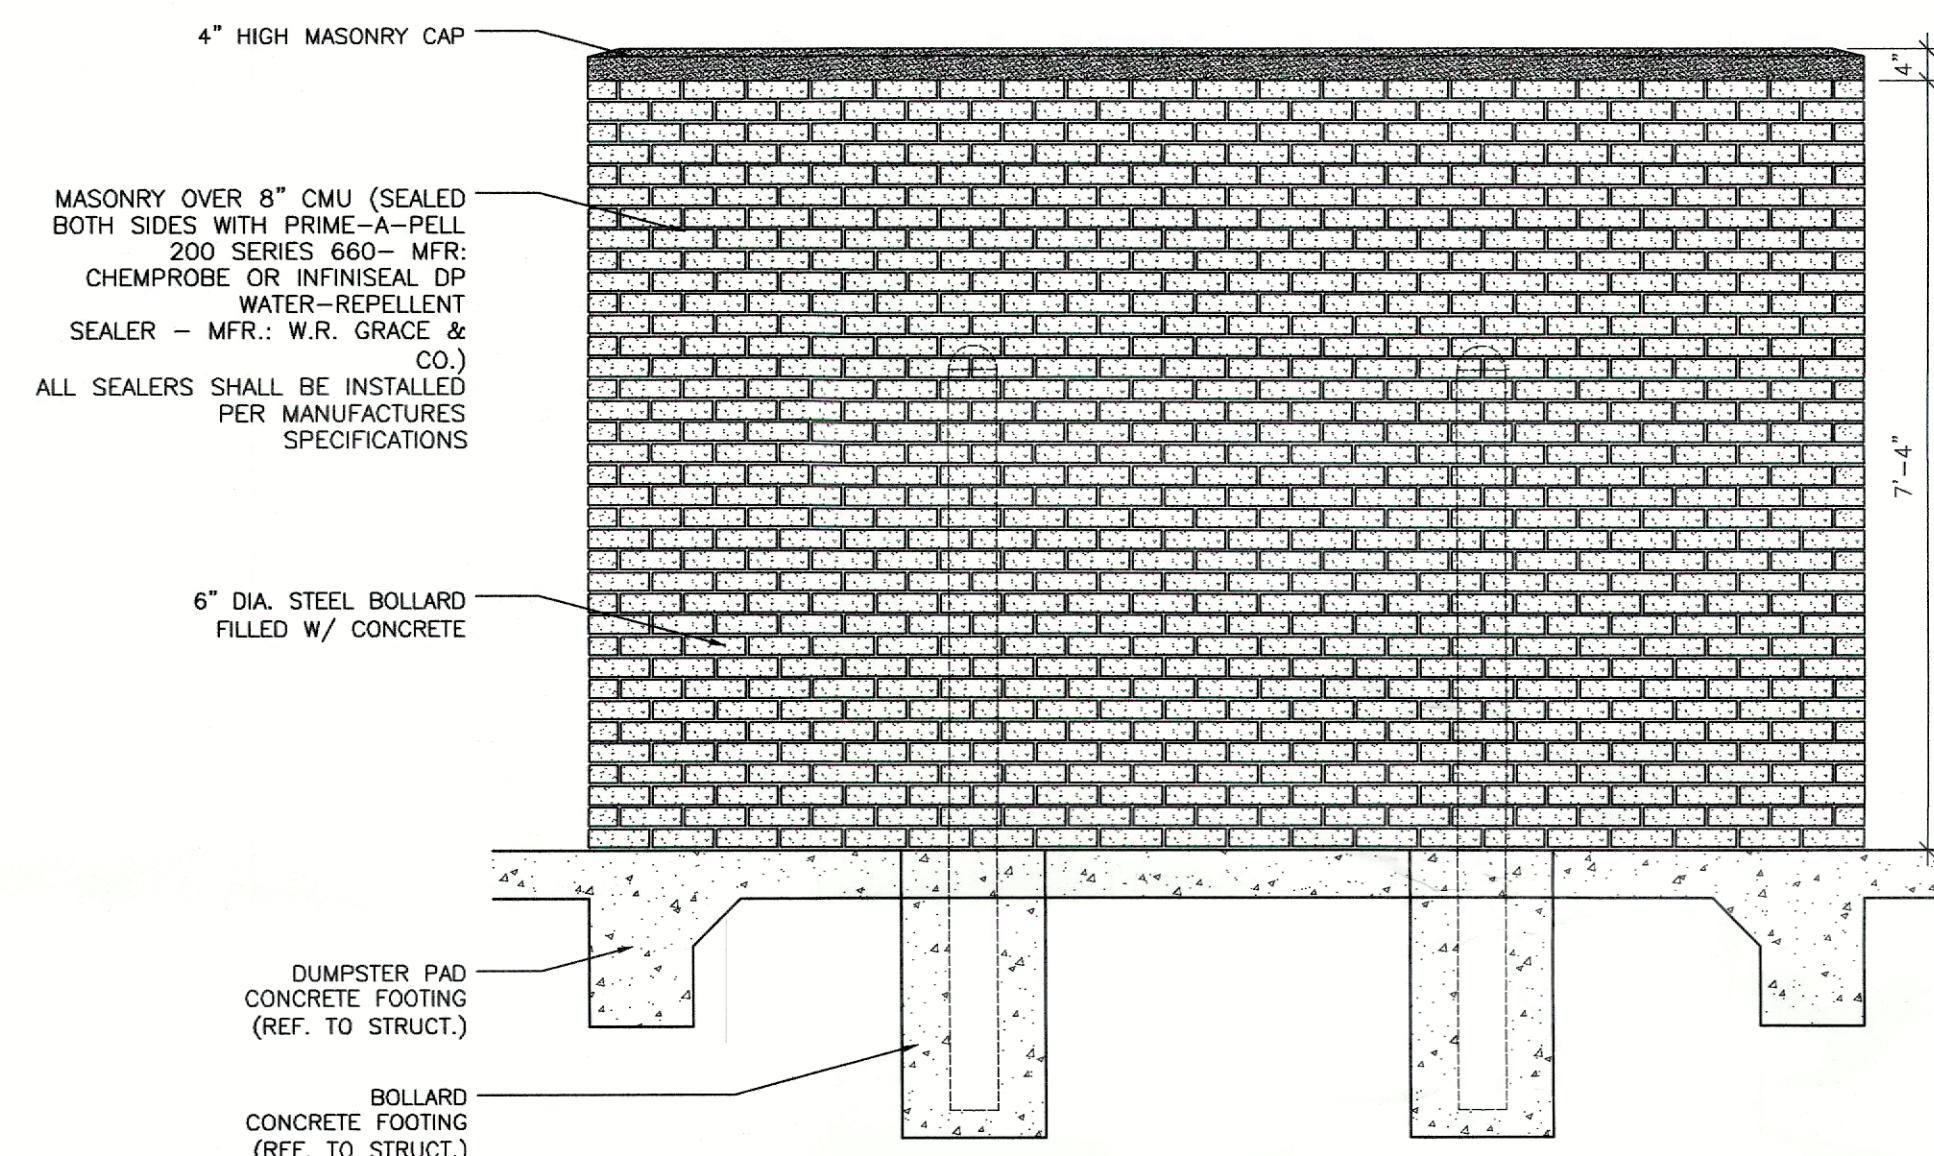 4" HIGH MASONRY CAP
MASONRY OVER 8" CMU (SEALED
BOTH SIDES WITH PRIME-A-PELL
200 SERIES 660- MFR:
CHEMPROBE OR INFINISEAL DP
WATER-REPELLENT
SEALER - MFR.: W.R. GRACE &
CO.)
ALL SEALERS SHALL BE INSTALLED
PER MANUFACTURES
SPECIFICATIONS
6" DIA. STEEL BOLLARD
FILLED W/ CONCRETE
DUMPSTER PAD
CONCRETE FOOTING
(REF. TO STRUCT.)
BOLLARD
CONCRETE FOOTING
(REF. TO STRUCT.)
4"
7'-4"